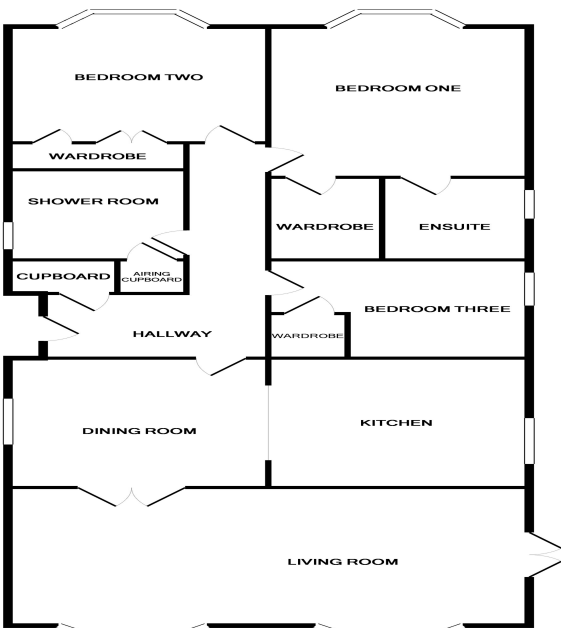 BEDROOM TWO
BEDROOM ONE
WARDROBE
SHOWER ROOM
WARDROBE
ENSUITE
CUPBOARD
AIRING
CUPBOARD
BEDROOM THREE
HALLWAY
WARDROBE
DINING ROOM
KITCHEN
LIVING ROOM